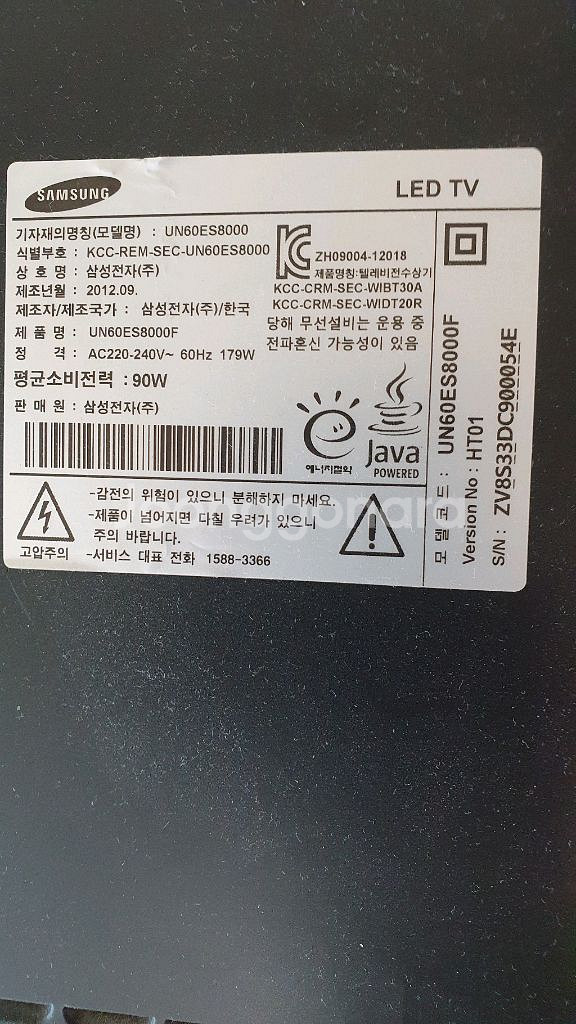 SAMSUNG
LED TV
기자재의명칭(모델명) : UN60ES8000
식별부호 : KCC-REM-SEC-UN60ES8000
상 호 명 : 삼성전자(주)
제조년월 : 2012.09.
제조자/제조국가 : 삼성전자(주)/한국
제 품 명 : UN60ES8000F
정 격 : AC220-240V~ 60Hz 179W
평균소비전력 : 90W
판 매 원 : 삼성전자(주)
ZH09004-12018
제품명칭:텔레비전수상기
KCC-CRM-SEC-WIBT30A
KCC-CRM-SEC-WIDT20R
당해 무선설비는 운용 중
전파혼신 가능성이 있음
에너지절약
Java
POWERED
고압주의
-감전의 위험이 있으니 분해하지 마세요.
-제품이 넘어지면 다칠 우려가 있으니
주의 바랍니다.
-서비스 대표 전화 1588-3366
모 델 코 드 : UN60ES8000F
Version No : HT01
S/N : ZV8S33DC900054E